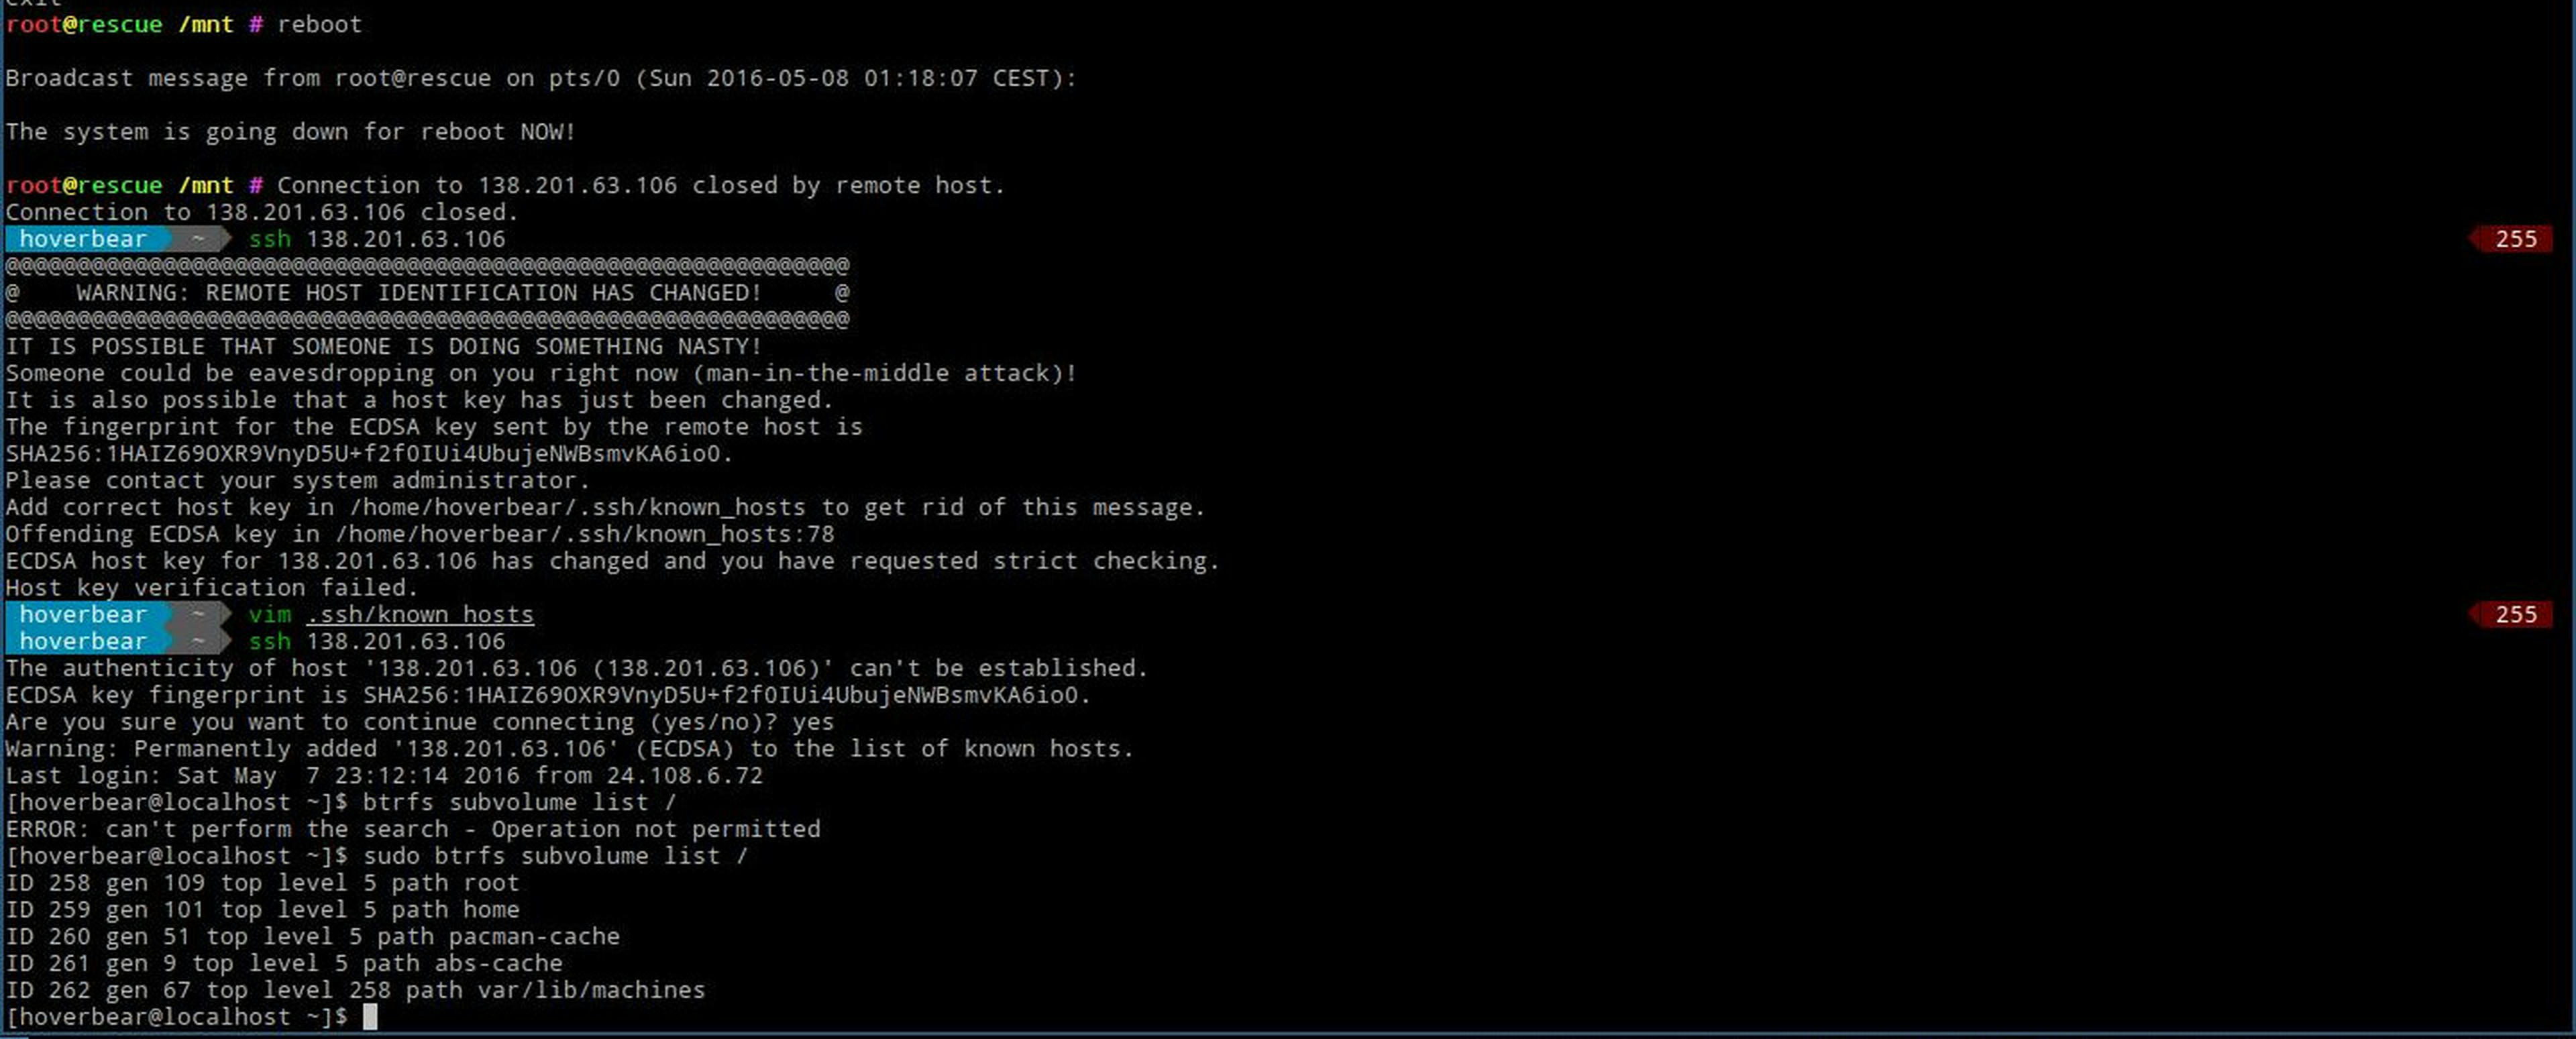 exit
root@rescue /mnt # reboot
Broadcast message from root@rescue on pts/0 (Sun 2016-05-08 01:18:07 CEST):
The system is going down for reboot NOW!
root@rescue /mnt # Connection to 138.201.63.106 closed by remote host.
Connection to 138.201.63.106 closed.
hoverbear ~ ssh 138.201.63.106 255
@@@@@@@@@@@@@@@@@@@@@@@@@@@@@@@@@@@@@@@@@@@@@@@@@@@@@@@@@@@
@    WARNING: REMOTE HOST IDENTIFICATION HAS CHANGED!     @
@@@@@@@@@@@@@@@@@@@@@@@@@@@@@@@@@@@@@@@@@@@@@@@@@@@@@@@@@@@
IT IS POSSIBLE THAT SOMEONE IS DOING SOMETHING NASTY!
Someone could be eavesdropping on you right now (man-in-the-middle attack)!
It is also possible that a host key has just been changed.
The fingerprint for the ECDSA key sent by the remote host is
SHA256:1HAIZ69OXR9VnyD5U+f2f0IUi4UbujeNWBsmvKA6io0.
Please contact your system administrator.
Add correct host key in /home/hoverbear/.ssh/known_hosts to get rid of this message.
Offending ECDSA key in /home/hoverbear/.ssh/known_hosts:78
ECDSA host key for 138.201.63.106 has changed and you have requested strict checking.
Host key verification failed.
hoverbear ~ vim .ssh/known_hosts 255
hoverbear ~ ssh 138.201.63.106
The authenticity of host '138.201.63.106 (138.201.63.106)' can't be established.
ECDSA key fingerprint is SHA256:1HAIZ69OXR9VnyD5U+f2f0IUi4UbujeNWBsmvKA6io0.
Are you sure you want to continue connecting (yes/no)? yes
Warning: Permanently added '138.201.63.106' (ECDSA) to the list of known hosts.
Last login: Sat May  7 23:12:14 2016 from 24.108.6.72
[hoverbear@localhost ~]$ btrfs subvolume list /
ERROR: can't perform the search - Operation not permitted
[hoverbear@localhost ~]$ sudo btrfs subvolume list /
ID 258 gen 109 top level 5 path root
ID 259 gen 101 top level 5 path home
ID 260 gen 51 top level 5 path pacman-cache
ID 261 gen 9 top level 5 path abs-cache
ID 262 gen 67 top level 258 path var/lib/machines
[hoverbear@localhost ~]$